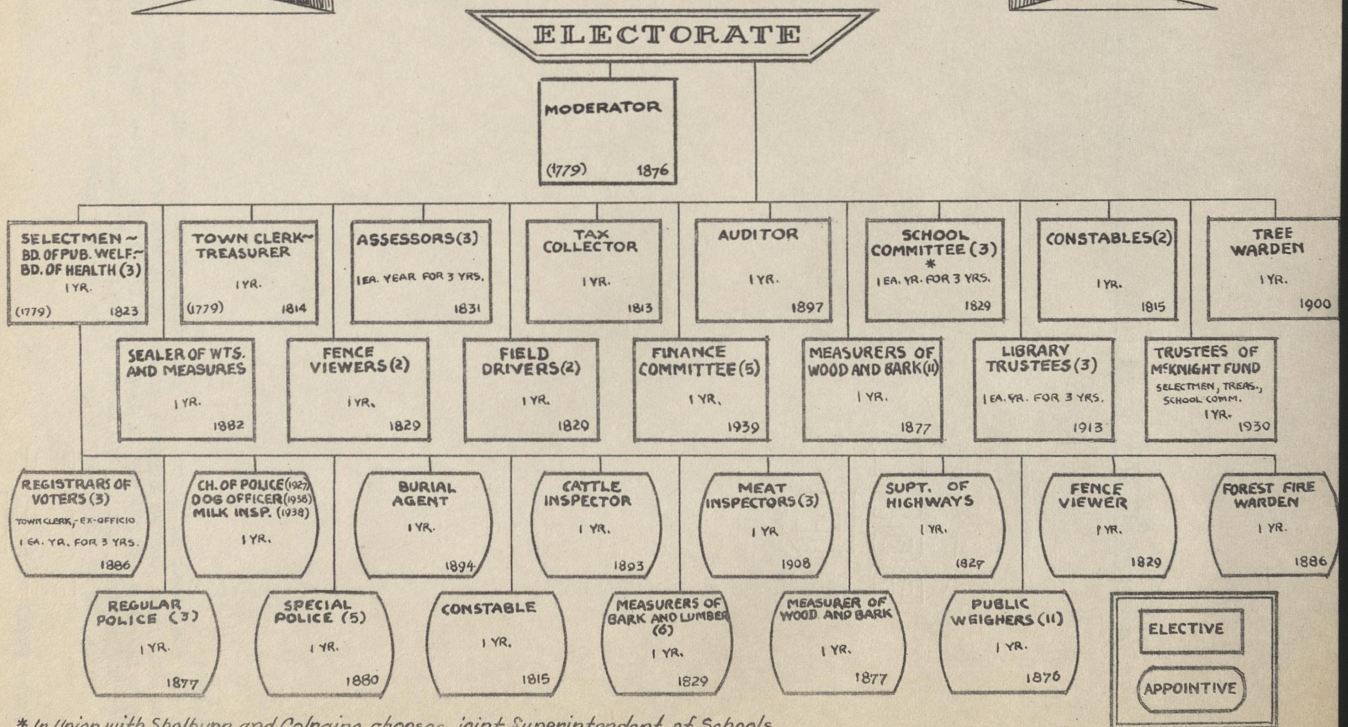 ELECTORATE
MODERATOR
(1779) 1876
SELECTMEN~
BD. OF PUB. WELF.~
BD. OF HEALTH (3)
1 YR.
(1779) 1823
TOWN CLERK~
TREASURER
1 YR.
(1779) 1814
ASSESSORS (3)
1 EA. YEAR FOR 3 YRS.
1831
TAX
COLLECTOR
1 YR.
1813
AUDITOR
1 YR.
1897
SCHOOL
COMMITTEE (3)
*
1 EA. YR. FOR 3 YRS.
1829
CONSTABLES (2)
1 YR.
1815
TREE
WARDEN
1 YR.
1900
SEALER OF WTS.
AND MEASURES
1 YR.
1882
FENCE
VIEWERS (2)
1 YR.
1829
FIELD
DRIVERS (2)
1 YR.
1820
FINANCE
COMMITTEE (5)
1 YR.
1939
MEASURERS OF
WOOD AND BARK (11)
1 YR.
1877
LIBRARY
TRUSTEES (3)
1 EA. YR. FOR 3 YRS.
1913
TRUSTEES OF
McKNIGHT FUND
SELECTMEN, TREAS.,
SCHOOL COMM.
1 YR.
1930
REGISTRARS OF
VOTERS (3)
TOWN CLERK,- EX-OFFICIO
1 EA. YR. FOR 3 YRS.
1886
CH. OF POLICE (1927)
DOG OFFICER (1938)
MILK INSP. (1938)
1 YR.
BURIAL
AGENT
1 YR.
1894
CATTLE
INSPECTOR
1 YR.
1893
MEAT
INSPECTORS (3)
1 YR.
1908
SUPT. OF
HIGHWAYS
1 YR.
1827
FENCE
VIEWER
1 YR.
1829
FOREST FIRE
WARDEN
1 YR.
1886
REGULAR
POLICE (3)
1 YR.
1877
SPECIAL
POLICE (5)
1 YR.
1880
CONSTABLE
1 YR.
1815
MEASURERS OF
BARK AND LUMBER
(6)
1 YR.
1829
MEASURER OF
WOOD AND BARK
1 YR.
1877
PUBLIC
WEIGHERS (11)
1 YR.
1876
ELECTIVE
APPOINTIVE
* In Union with Shelburn and Colraine chooses joint Superintendent of Schools